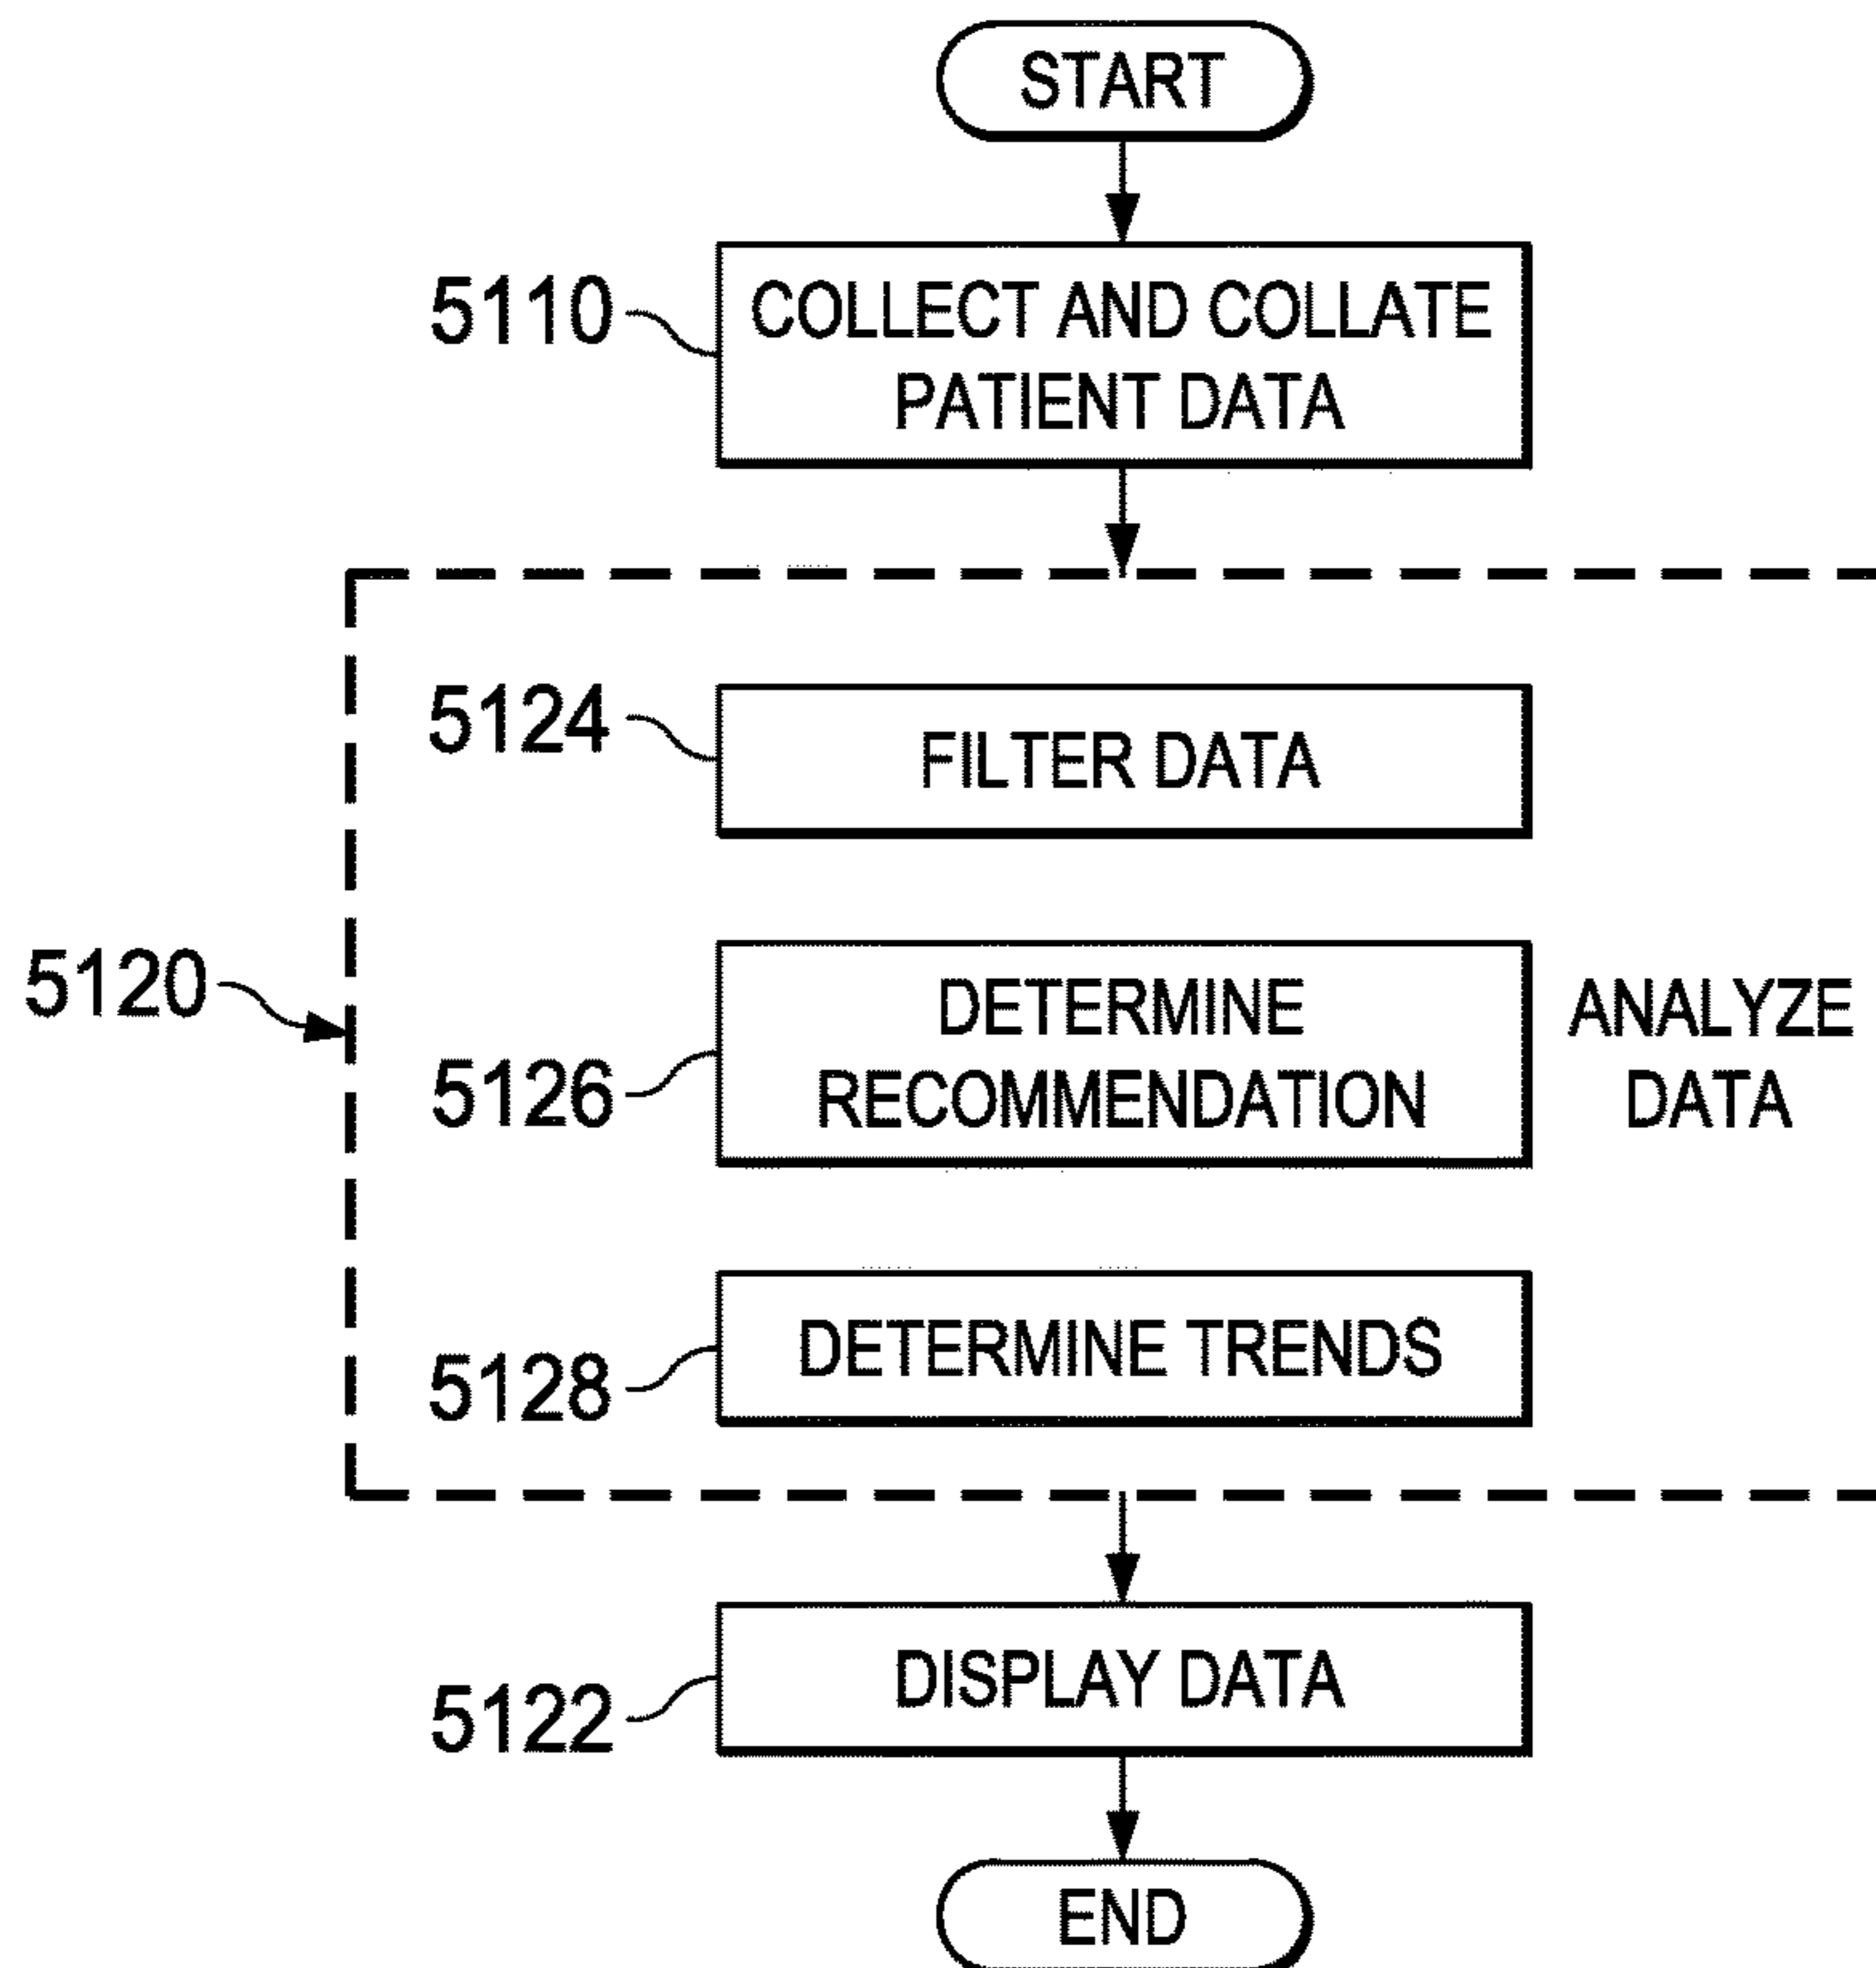 START
5110
COLLECT AND COLLATE
PATIENT DATA
5124
FILTER DATA
5120
5126
DETERMINE
RECOMMENDATION
ANALYZE
DATA
5128
DETERMINE TRENDS
5122
DISPLAY DATA
END